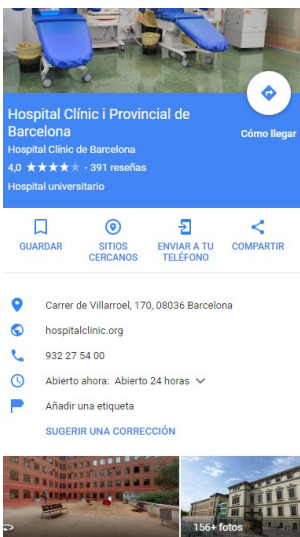 Hospital Clínic i Provincial de
Barcelona
Cómo llegar
Hospital Clínic de Barcelona
4,0 ★★★★★ - 391 reseñas
Hospital universitario
GUARDAR
SITIOS
CERCANOS
ENVIAR A TU
TELÉFONO
COMPARTIR
Carrer de Villarroel, 170, 08036 Barcelona
hospitalclinic.org
932 27 54 00
Abierto ahora: Abierto 24 horas
Añadir una etiqueta
SUGERIR UNA CORRECCIÓN
156+ fotos